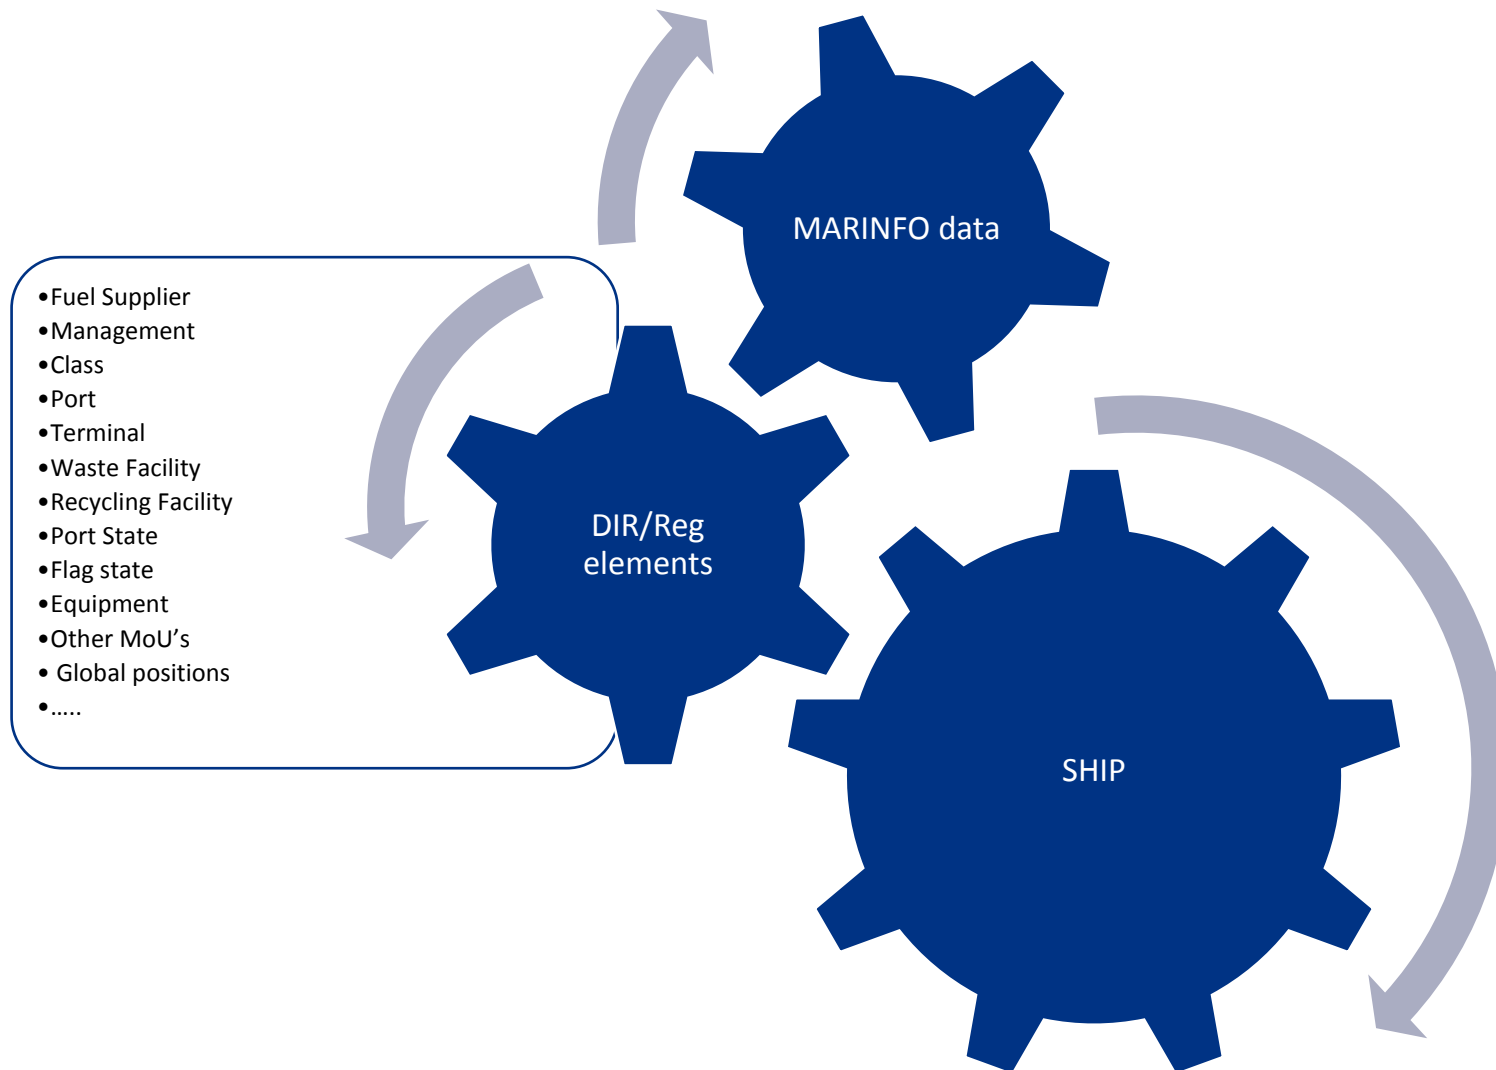 MARINFO data
•Fuel Supplier
•Management
•Class
•Port
•Terminal
•Waste Facility
•Recycling Facility
•Port State
•Flag state
•Equipment
•Other MoU’s
• Global positions
•…..
DIR/Reg
elements
SHIP